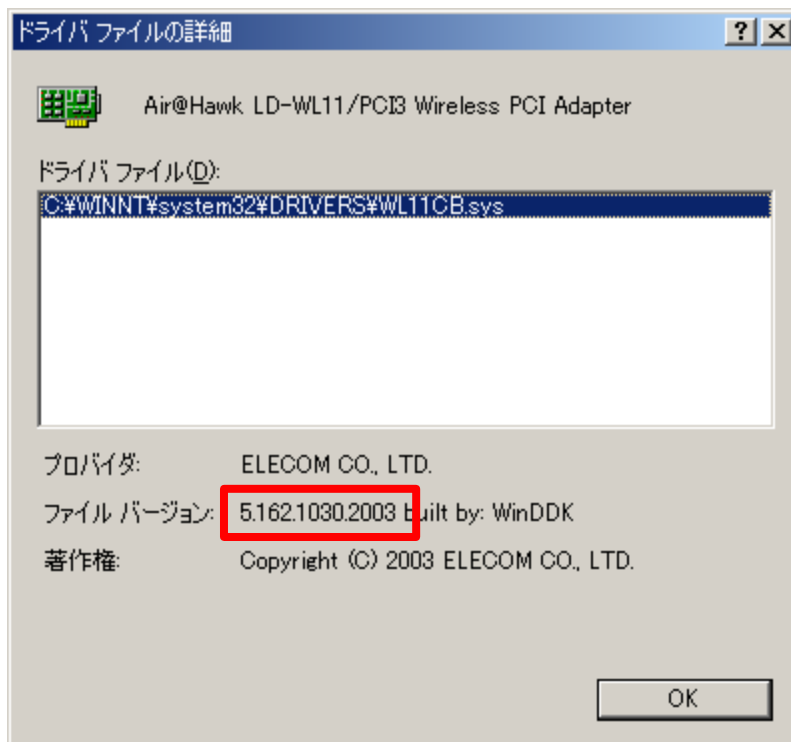 ドライバ ファイルの詳細
Air@Hawk LD-WL11/PCI3 Wireless PCI Adapter
ドライバ ファイル(D):
C:¥WINNT¥system32¥DRIVERS¥WL11CB.sys
プロバイダ: ELECOM CO., LTD.
ファイル バージョン: 5.162.1030.2003 built by: WinDDK
著作権: Copyright (C) 2003 ELECOM CO., LTD.
OK